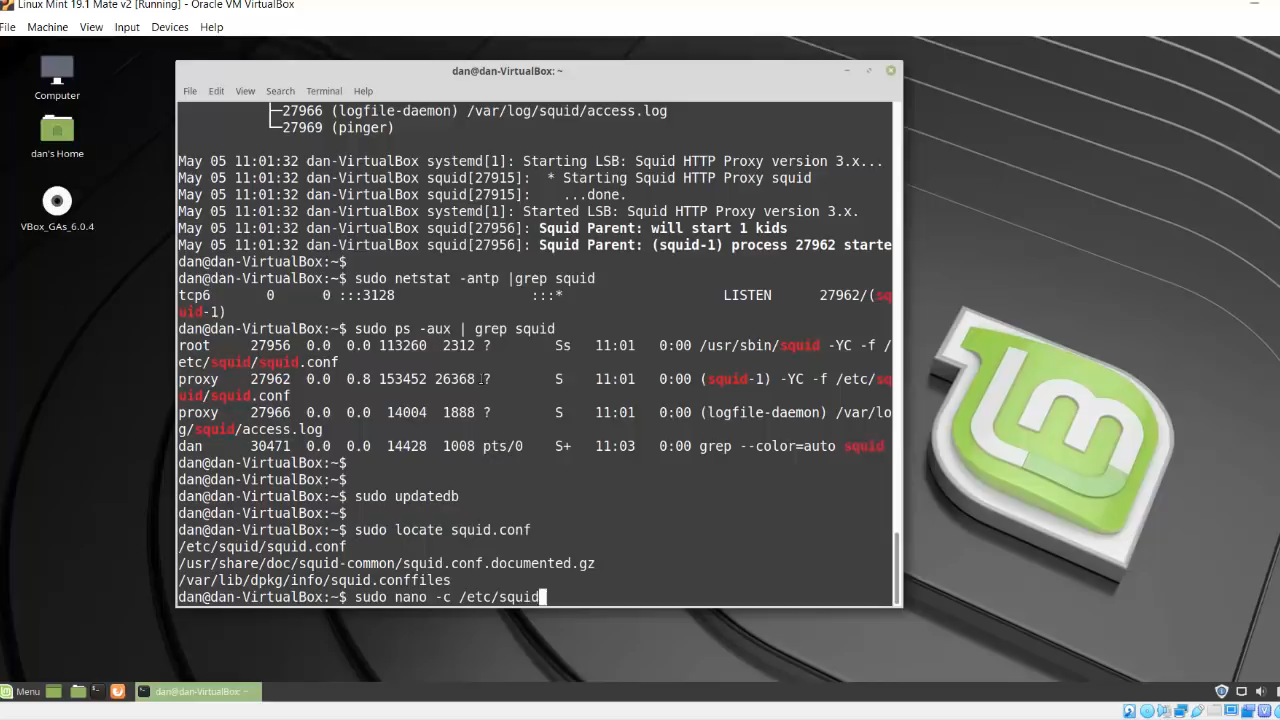 Linux Mint 19.1 Mate v2 [Running] - Oracle VM VirtualBox
File Machine View Input Devices Help
Computer
dan's Home
VBox_GAs_6.0.4
dan@dan-VirtualBox: ~
File Edit View Search Terminal Help
├─27966 (logfile-daemon) /var/log/squid/access.log
└─27969 (pinger)
May 05 11:01:32 dan-VirtualBox systemd[1]: Starting LSB: Squid HTTP Proxy version 3.x...
May 05 11:01:32 dan-VirtualBox squid[27915]:  * Starting Squid HTTP Proxy squid
May 05 11:01:32 dan-VirtualBox squid[27915]:    ...done.
May 05 11:01:32 dan-VirtualBox systemd[1]: Started LSB: Squid HTTP Proxy version 3.x.
May 05 11:01:32 dan-VirtualBox squid[27956]: Squid Parent: will start 1 kids
May 05 11:01:32 dan-VirtualBox squid[27956]: Squid Parent: (squid-1) process 27962 starte
dan@dan-VirtualBox:~$
dan@dan-VirtualBox:~$ sudo netstat -antp |grep squid
tcp6       0      0 :::3128                 :::*                    LISTEN      27962/(sq
uid-1)
dan@dan-VirtualBox:~$ sudo ps -aux | grep squid
root     27956  0.0  0.0 113260  2312 ?        Ss   11:01   0:00 /usr/sbin/squid -YC -f /
etc/squid/squid.conf
proxy    27962  0.0  0.8 153452 26368 ?        S    11:01   0:00 (squid-1) -YC -f /etc/sq
uid/squid.conf
proxy    27966  0.0  0.0  14004  1888 ?        S    11:01   0:00 (logfile-daemon) /var/lo
g/squid/access.log
dan      30471  0.0  0.0  14428  1008 pts/0    S+   11:03   0:00 grep --color=auto squid
dan@dan-VirtualBox:~$
dan@dan-VirtualBox:~$
dan@dan-VirtualBox:~$ sudo updatedb
dan@dan-VirtualBox:~$
dan@dan-VirtualBox:~$ sudo locate squid.conf
/etc/squid/squid.conf
/usr/share/doc/squid-common/squid.conf.documented.gz
/var/lib/dpkg/info/squid.conffiles
dan@dan-VirtualBox:~$ sudo nano -c /etc/squid
Menu
dan@dan-VirtualBox: ~